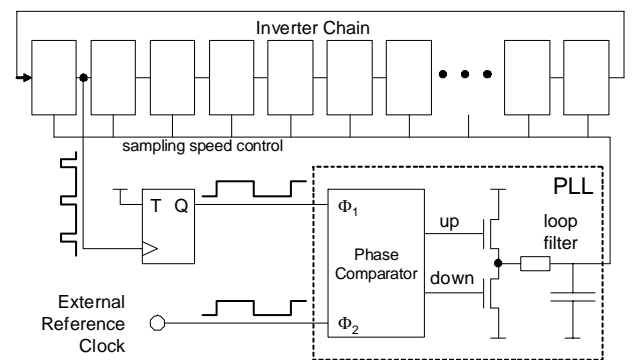 Inverter Chain
sampling speed control
PLL
T Q
Φ1
up
loop
filter
Phase
Comparator
down
External
Reference
Clock
Φ2